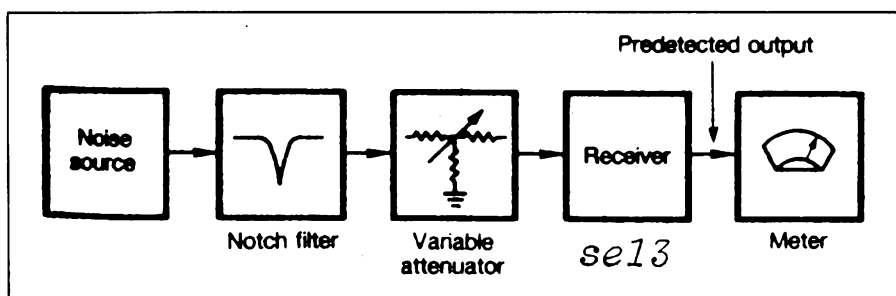 Predetected output
Noise
source
Receiver
Notch filter
Variable
attenuator
se13
Meter